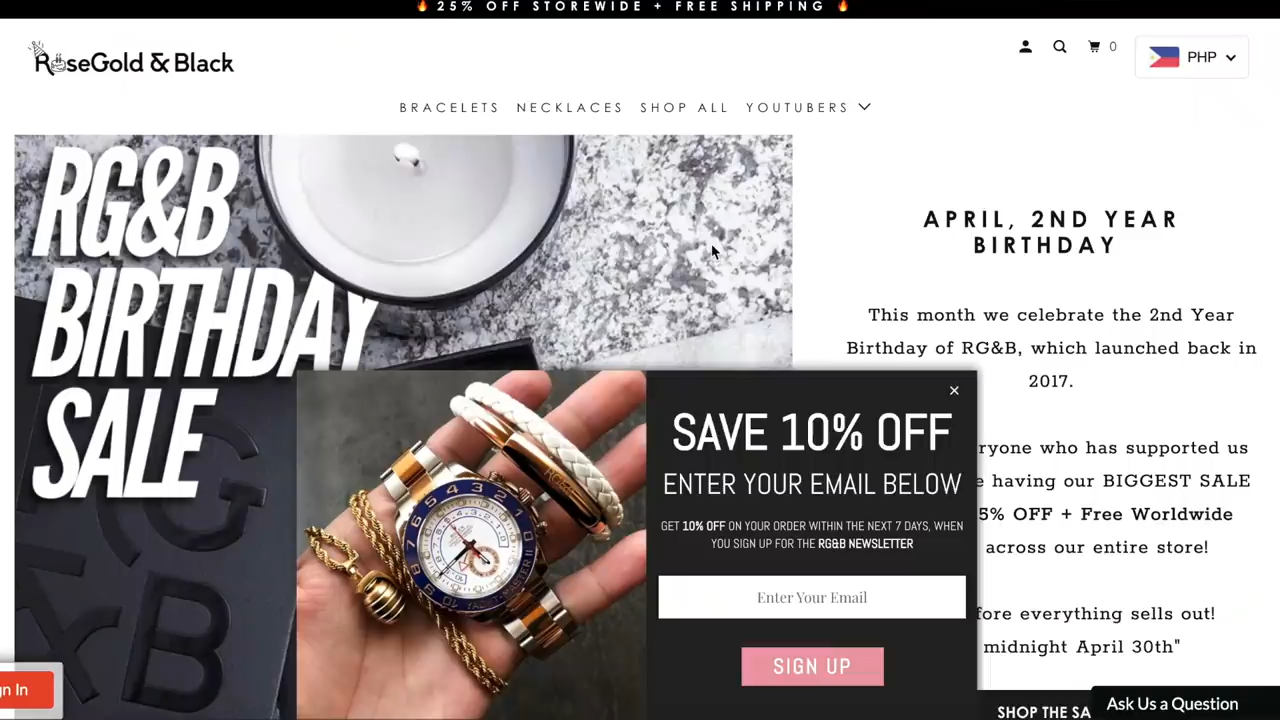 🔥 25% OFF STOREWIDE + FREE SHIPPING 🔥
RoseGold & Black
0
PHP
BRACELETS NECKLACES SHOP ALL YOUTUBERS
RG&B
BIRTHDAY
SALE
APRIL, 2ND YEAR
BIRTHDAY
This month we celebrate the 2nd Year
Birthday of RG&B, which launched back in
2017.
ryone who has supported us
e having our BIGGEST SALE
5% OFF + Free Worldwide
across our entire store!
fore everything sells out!
midnight April 30th"
SAVE 10% OFF
ENTER YOUR EMAIL BELOW
GET 10% OFF ON YOUR ORDER WITHIN THE NEXT 7 DAYS, WHEN
YOU SIGN UP FOR THE RG&B NEWSLETTER
Enter Your Email
SIGN UP
gn In
SHOP THE SA
Ask Us a Question